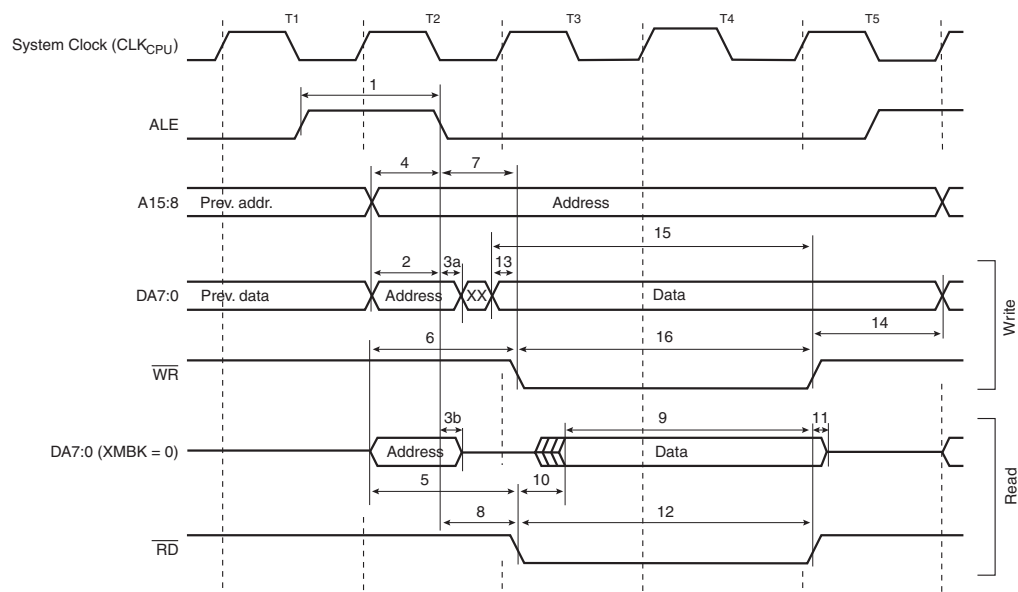 T1 T2 T3 T4 T5
System Clock (CLKCPU)
1
ALE
4 7
A15:8 Prev. addr. Address
15
2 3a 13
DA7:0 Prev. data Address XX Data
14
6 16
WR
Write
3b 9 11
DA7:0 (XMBK = 0) Address Data
5 10
8 12
RD
Read